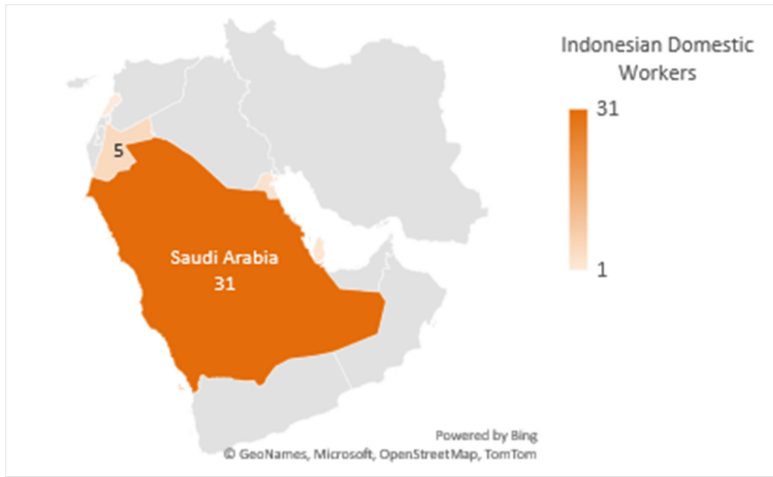 Indonesian Domestic
Workers
31
1
5
Saudi Arabia
31
Powered by Bing
© GeoNames, Microsoft, OpenStreetMap, TomTom